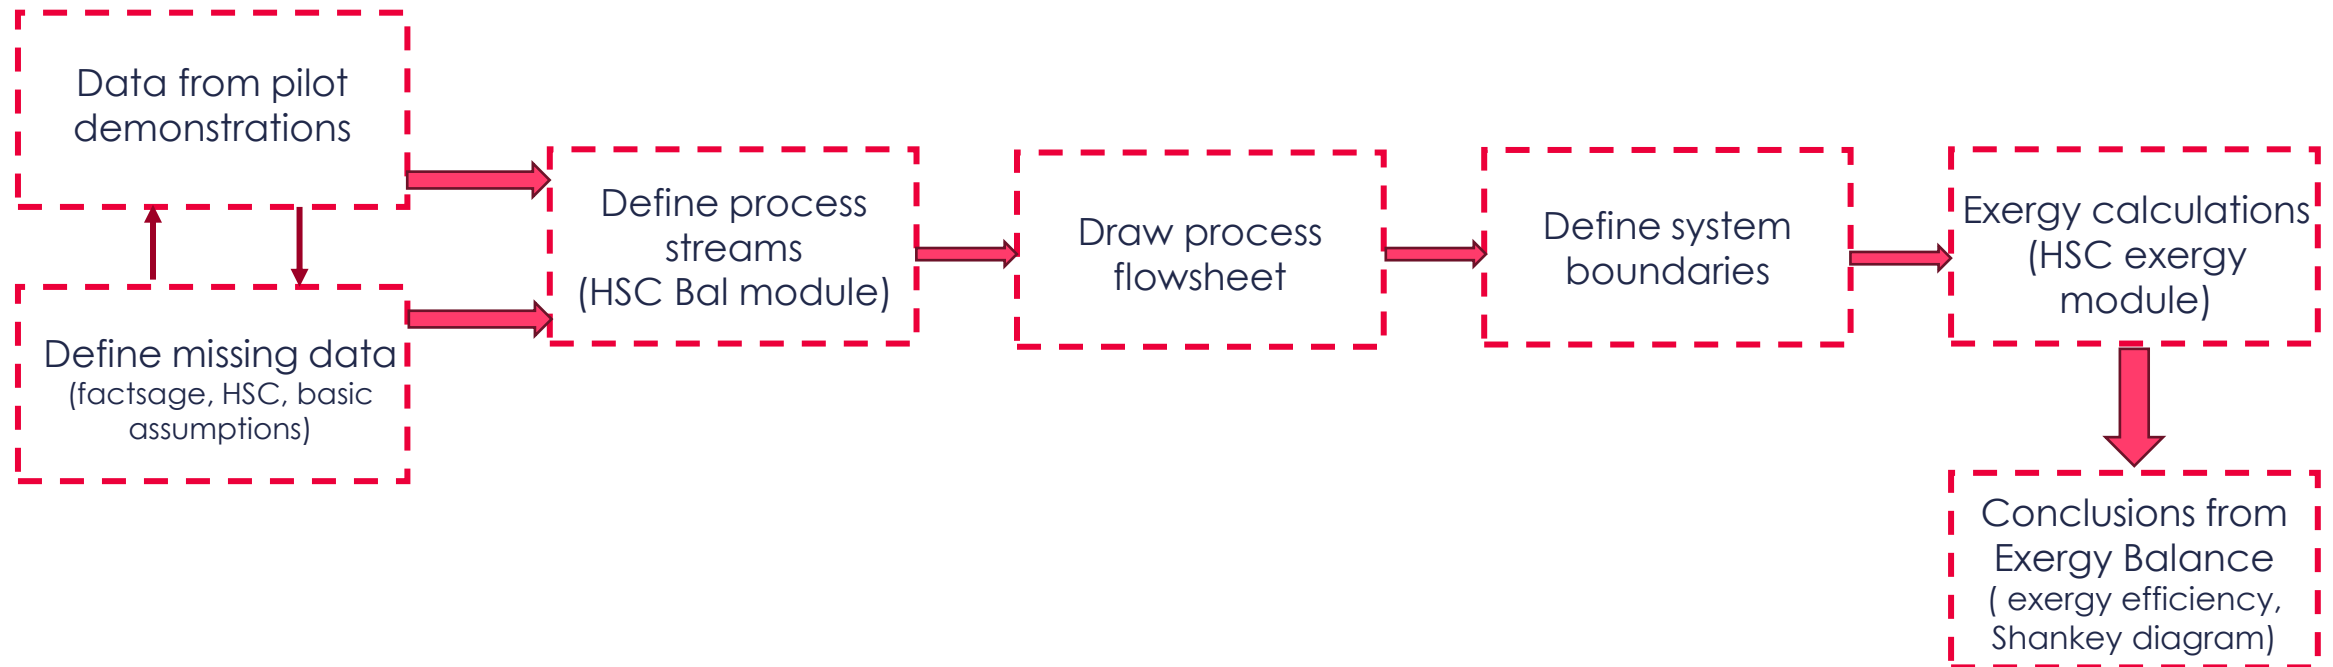 Data from pilot
demonstrations
Define missing data
(factsage, HSC, basic
assumptions)
Define process
streams
(HSC Bal module)
Draw process
flowsheet
Define system
boundaries
Exergy calculations
(HSC exergy
module)
Conclusions from
Exergy Balance
( exergy efficiency,
Shankey diagram)